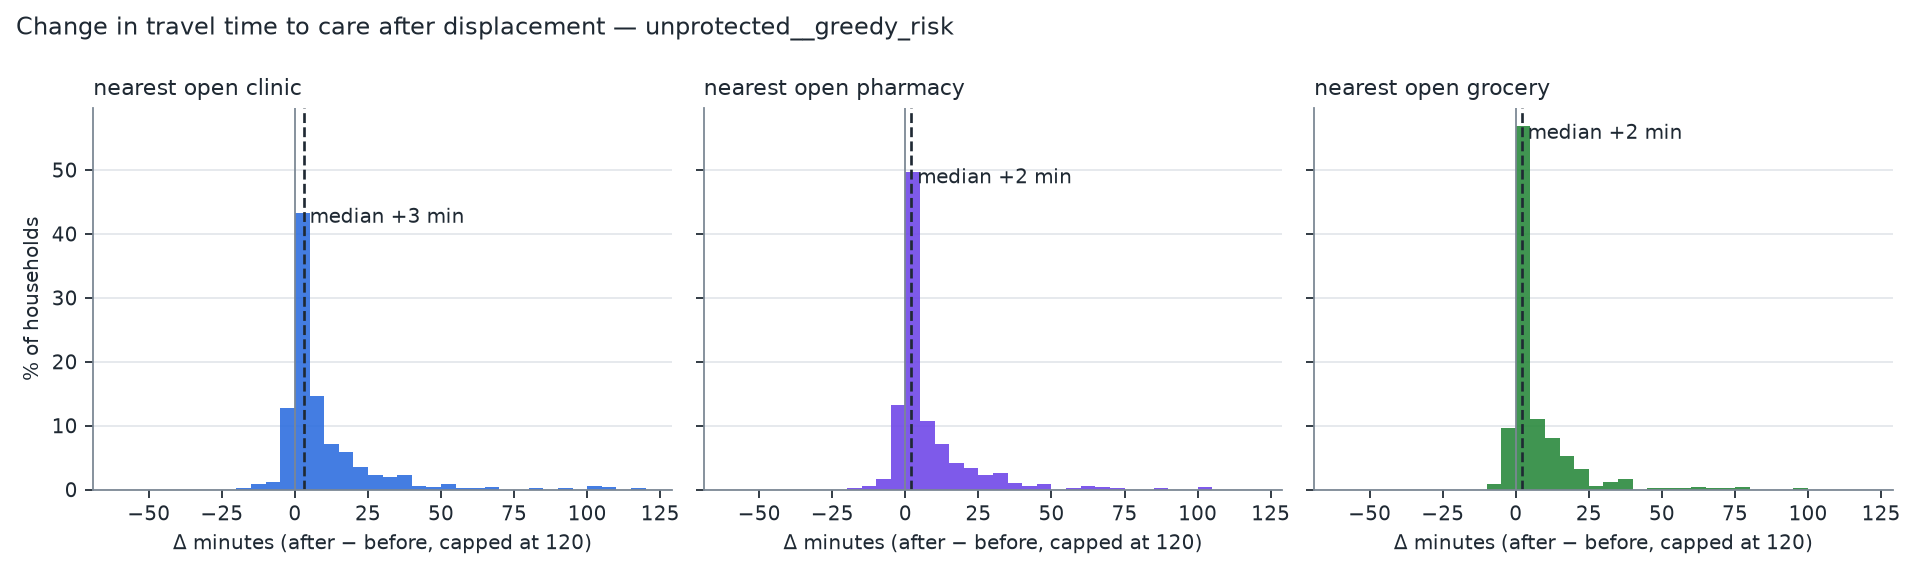 Change in travel time to care after displacement — unprotected__greedy_risk
nearest open clinic
% of households
50
40
30
20
10
0
median +3 min
−50 −25 0 25 50 75 100 125
Δ minutes (after − before, capped at 120)
nearest open pharmacy
median +2 min
−50 −25 0 25 50 75 100 125
Δ minutes (after − before, capped at 120)
nearest open grocery
median +2 min
−50 −25 0 25 50 75 100 125
Δ minutes (after − before, capped at 120)